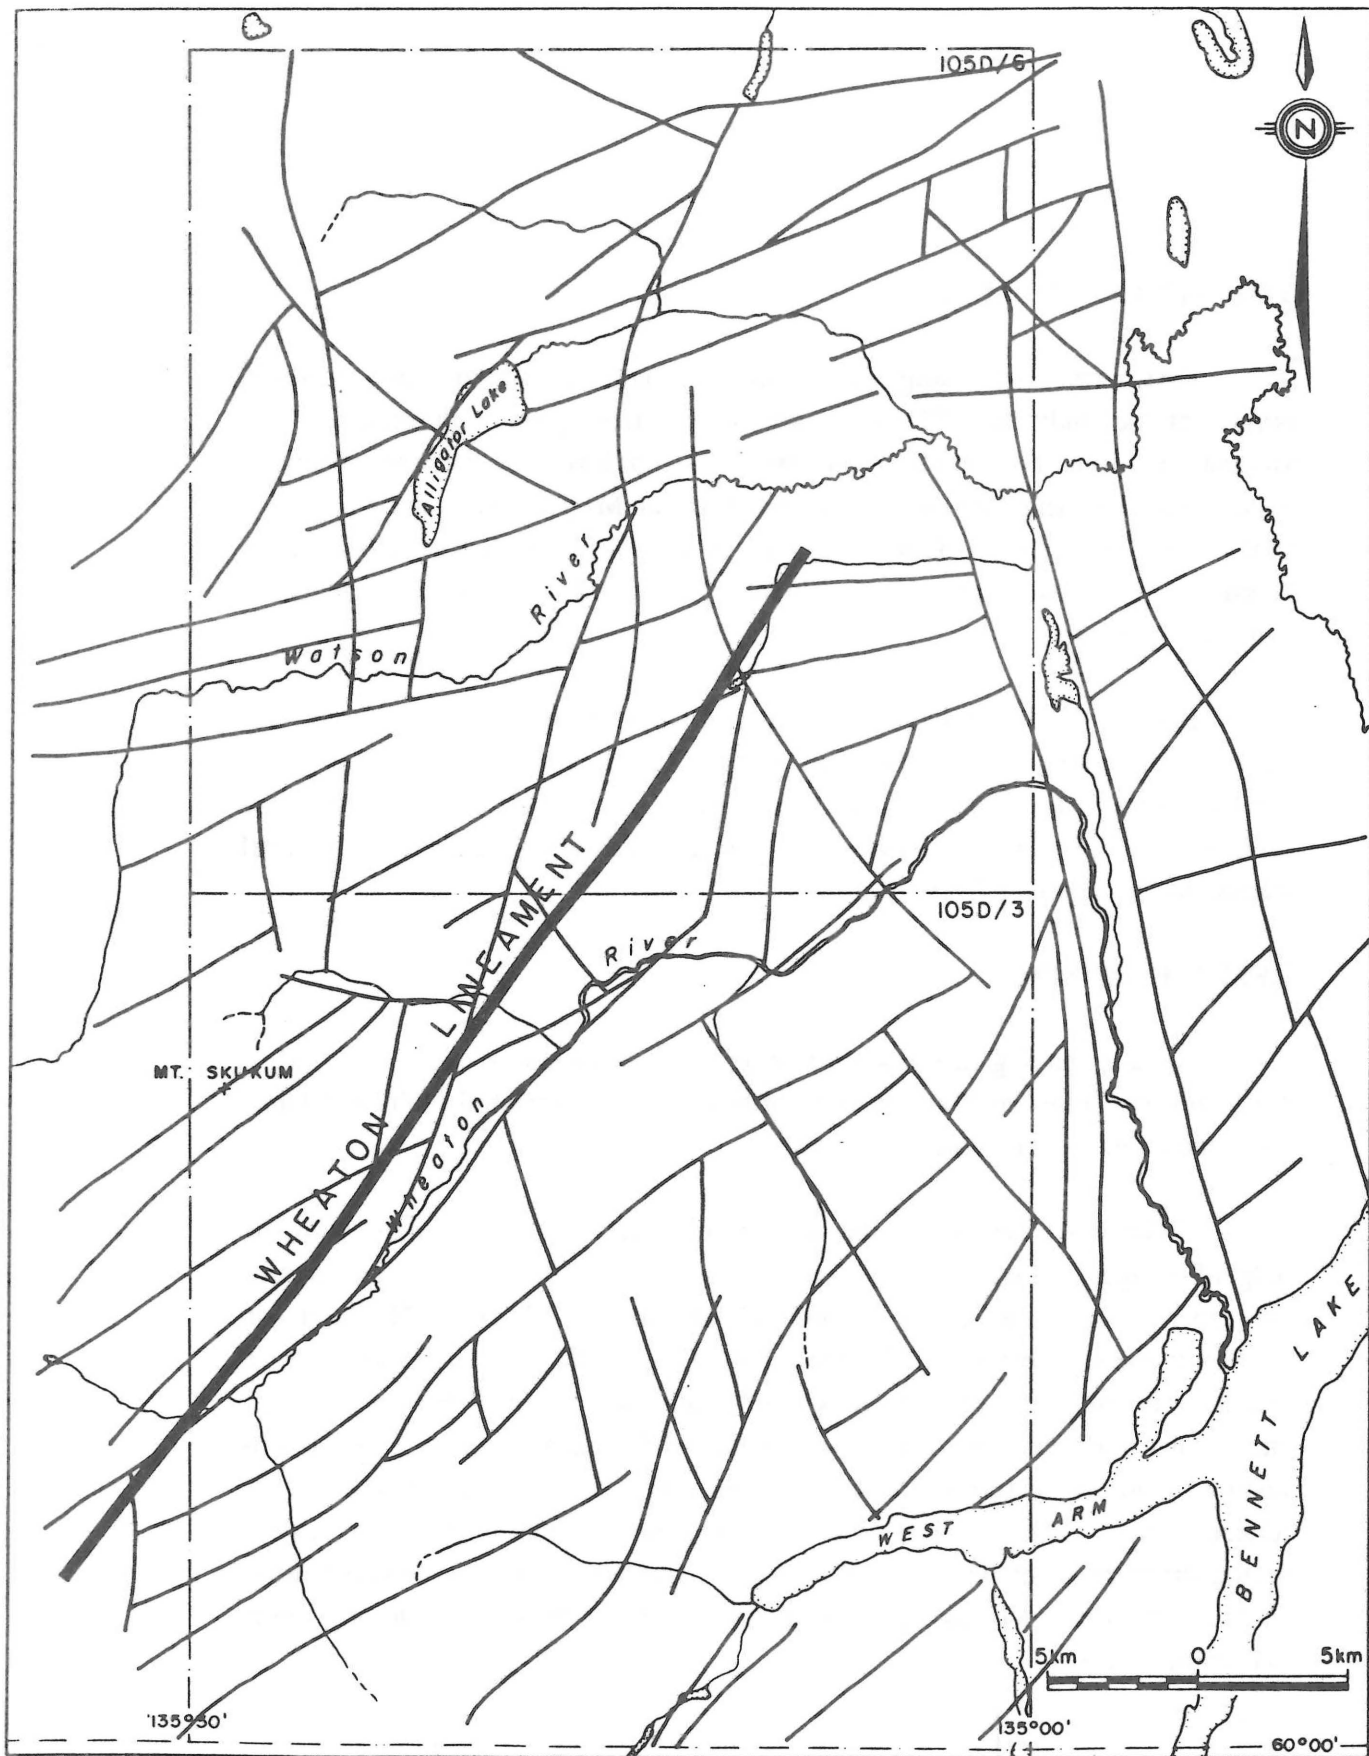 105D/6
N
Alligator Lake
River
Watson
WHEATON LINEAMENT
105D/3
River
MT. SKUKUM
Wheaton
BENNETT LAKE
WEST ARM
5km 0 5km
135°30'
135°00'
60°00'